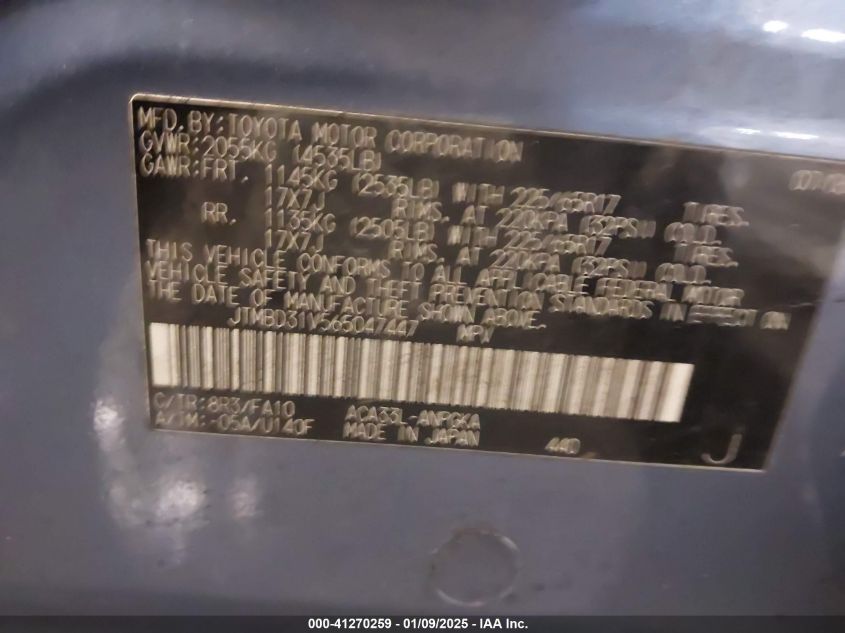 MFD. BY: TOYOTA MOTOR CORPORATION
GVWR: 2055KG (4535LB)
GAWR: FRT. 1145KG (2535LB) WITH 225/65R17 TIRES.
17X7J RIMS. AT 220KPA (32PSI) COLD.
RR. 1135KG (2505LB) WITH 225/65R17 TIRES.
17X7J RIMS. AT 220KPA (32PSI) COLD.
THIS VEHICLE CONFORMS TO ALL APPLICABLE FEDERAL MOTOR
VEHICLE SAFETY AND THEFT PREVENTION STANDARDS IN EFFECT ON
THE DATE OF MANUFACTURE SHOWN ABOVE.
JTMBD31V565047447 MPV
C/TR: 8R3/FA10 ACA33L-ANPGKA
A/TM: -05A/U140F MADE IN JAPAN 440 J
000-41270259 - 01/09/2025 - IAA Inc.